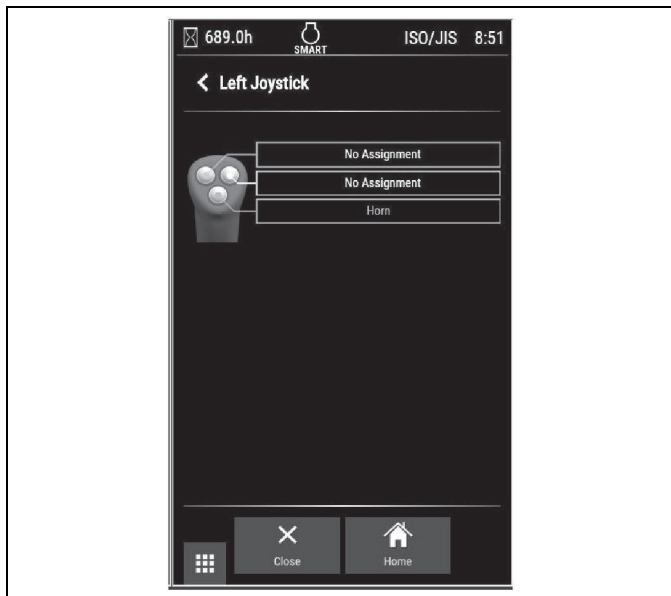 689.0h SMART ISO/JIS 8:51
Left Joystick
No Assignment
No Assignment
Horn
Close Home